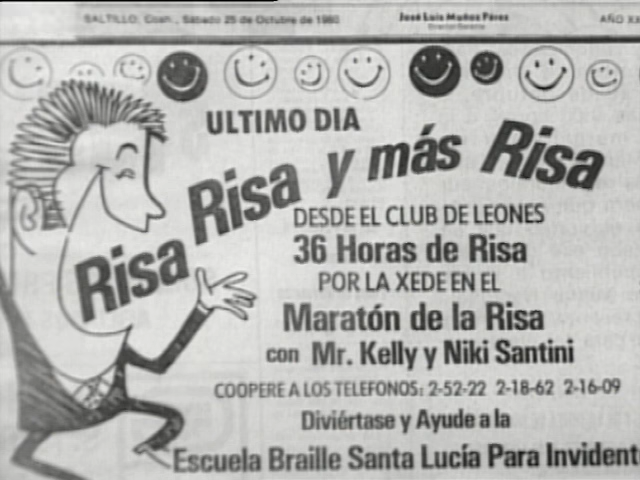 SALTILLO, Coah., Sábado 25 de Octubre de 1980
José Luis Muñoz Pérez
AÑO XX
ULTIMO DIA
Risa Risa y más Risa
DESDE EL CLUB DE LEONES
36 Horas de Risa
POR LA XEDE EN EL
Maratón de la Risa
con Mr. Kelly y Niki Santini
COOPERE A LOS TELEFONOS: 2-52-22 2-18-62 2-16-09
Diviértase y Ayude a la
Escuela Braille Santa Lucía Para Invident